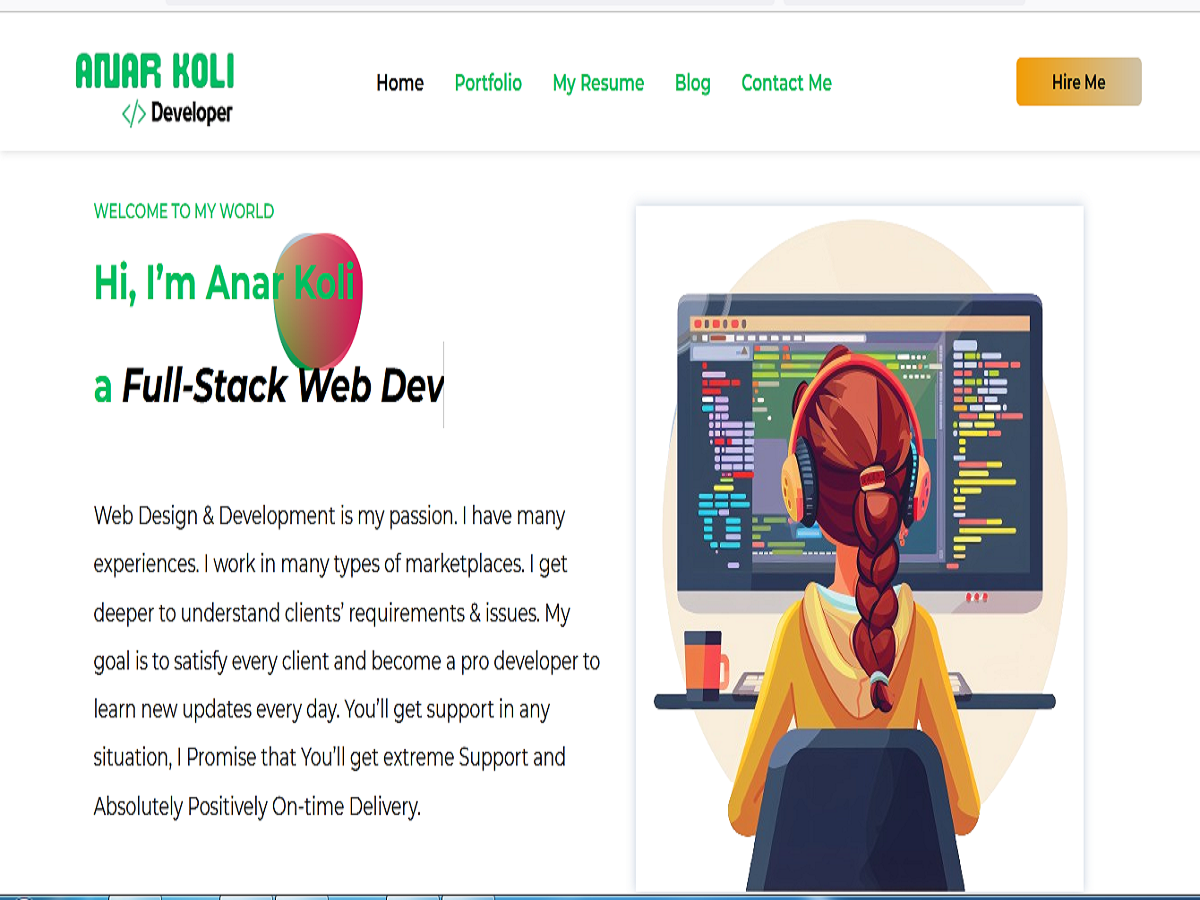 ANAR KOLI
</> Developer
Home Portfolio My Resume Blog Contact Me
Hire Me
WELCOME TO MY WORLD
Hi, I’m Anar Koli
a Full-Stack Web Dev
Web Design & Development is my passion. I have many
experiences. I work in many types of marketplaces. I get
deeper to understand clients’ requirements & issues. My
goal is to satisfy every client and become a pro developer to
learn new updates every day. You’ll get support in any
situation, I Promise that You’ll get extreme Support and
Absolutely Positively On-time Delivery.